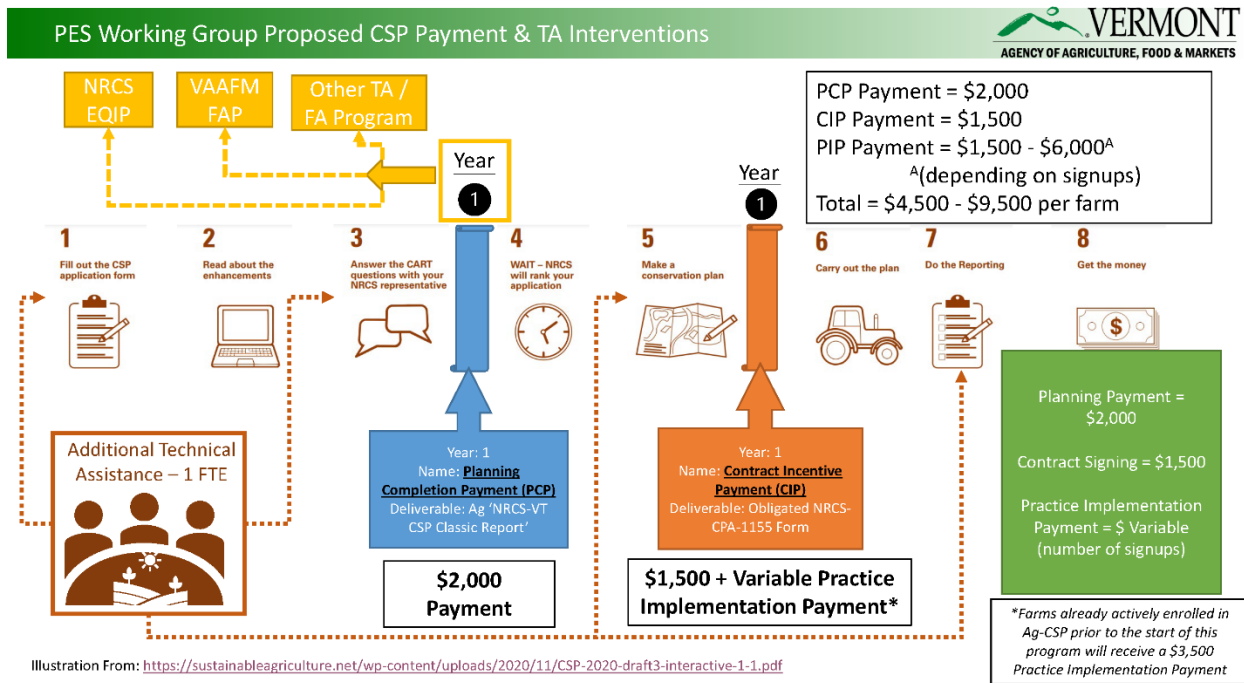 PES Working Group Proposed CSP Payment & TA Interventions
VERMONT
AGENCY OF AGRICULTURE, FOOD & MARKETS
NRCS
EQIP
VAAFM
FAP
Other TA /
FA Program
Year
1
Year
1
PCP Payment = $2,000
CIP Payment = $1,500
PIP Payment = $1,500 - $6,000ᴬ
ᴬ(depending on signups)
Total = $4,500 - $9,500 per farm
1
Fill out the CSP
application form
2
Read about the
enhancements
3
Answer the CART
questions with your
NRCS representative
4
WAIT – NRCS
will rank your
application
5
Make a
conservation plan
6
Carry out the plan
7
Do the Reporting
8
Get the money
$
Additional Technical
Assistance – 1 FTE
Year: 1
Name: Planning
Completion Payment (PCP)
Deliverable: Ag 'NRCS-VT
CSP Classic Report'
$2,000
Payment
Year: 1
Name: Contract Incentive
Payment (CIP)
Deliverable: Obligated NRCS-
CPA-1155 Form
$1,500 + Variable Practice
Implementation Payment*
Planning Payment =
$2,000
Contract Signing = $1,500
Practice Implementation
Payment = $ Variable
(number of signups)
*Farms already actively enrolled in
Ag-CSP prior to the start of this
program will receive a $3,500
Practice Implementation Payment
Illustration From: https://sustainableagriculture.net/wp-content/uploads/2020/11/CSP-2020-draft3-interactive-1-1.pdf